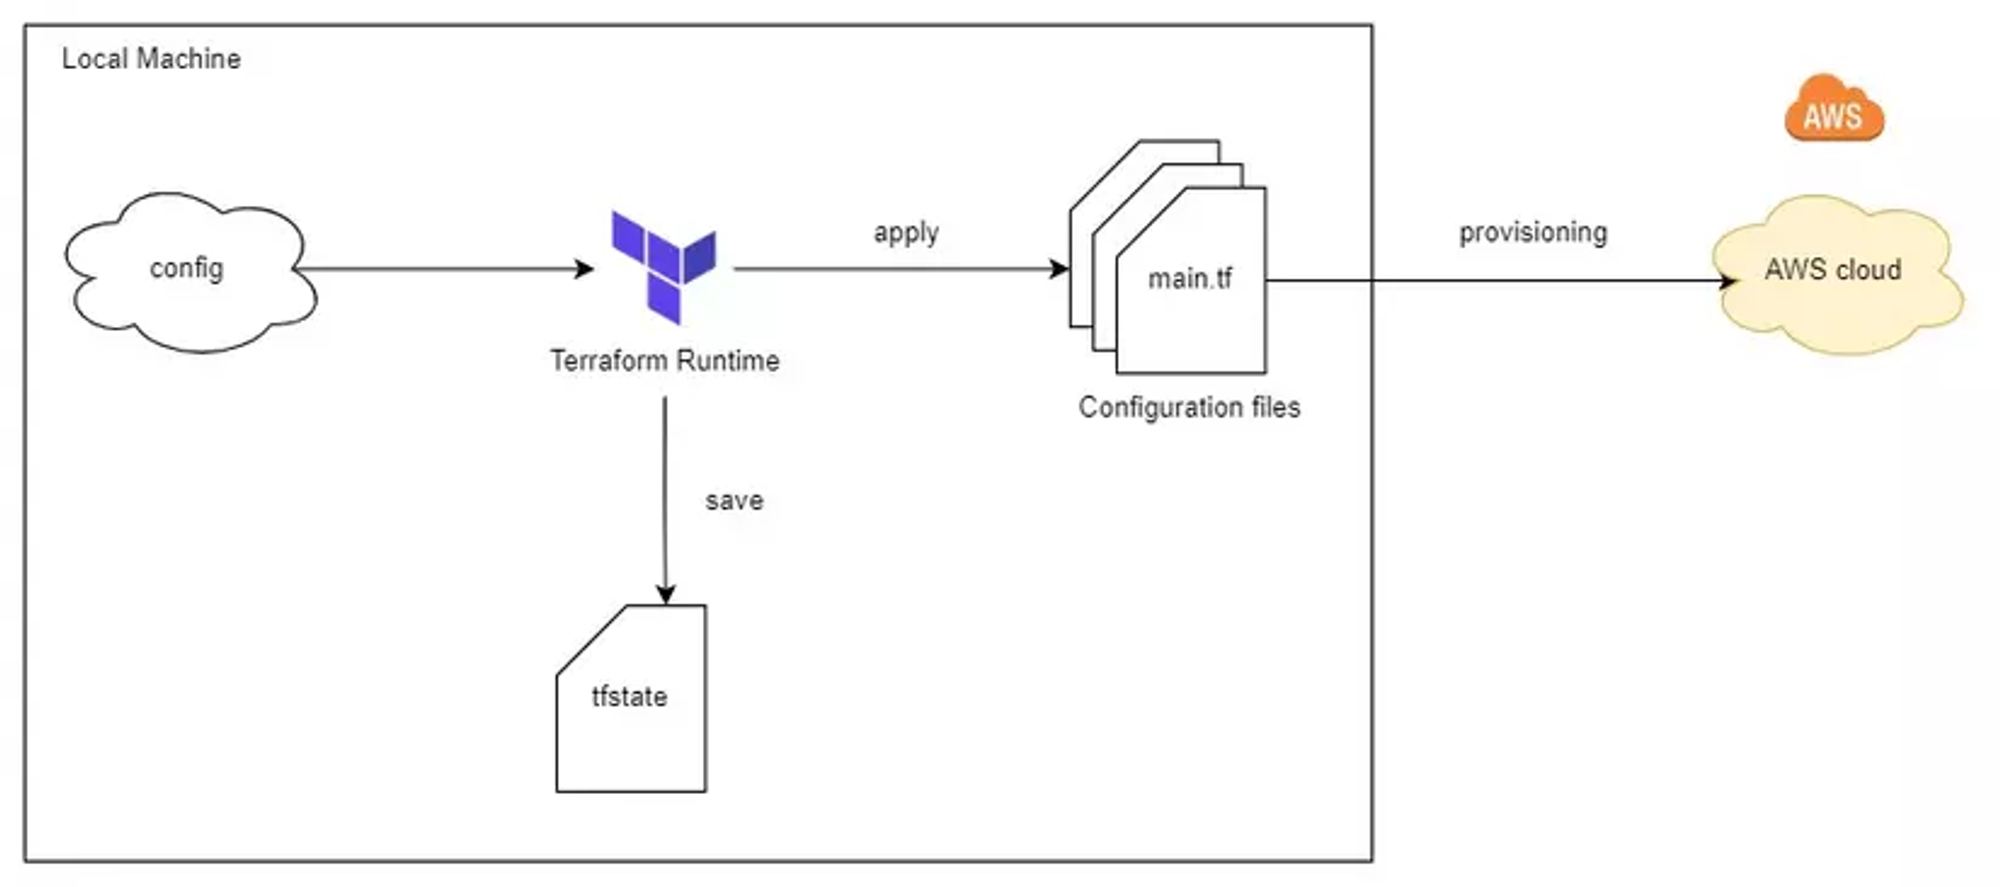 Local Machine
AWS
config
apply
main.tf
provisioning
AWS cloud
Terraform Runtime
Configuration files
save
tfstate